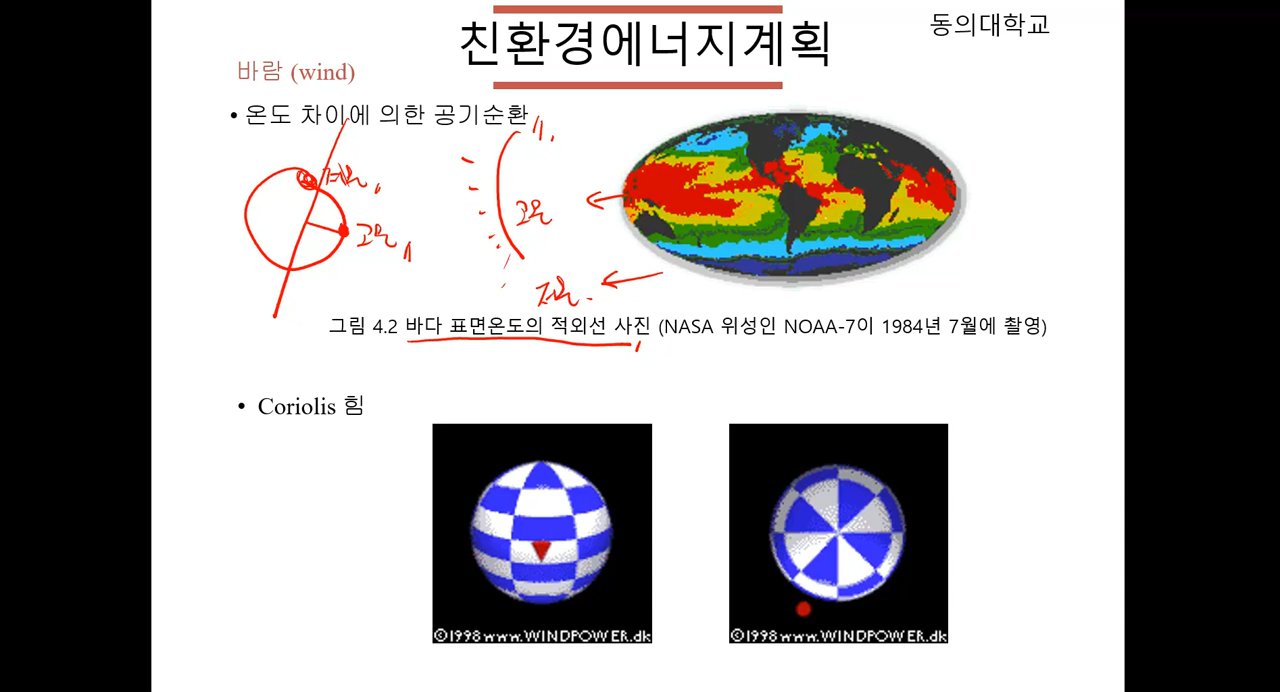 친환경에너지계획
동의대학교
바람 (wind)
• 온도 차이에 의한 공기순환
저온
고온
고온
저온
그림 4.2 바다 표면온도의 적외선 사진 (NASA 위성인 NOAA-7이 1984년 7월에 촬영)
• Coriolis 힘
©1998 www.WINDPOWER.dk
©1998 www.WINDPOWER.dk